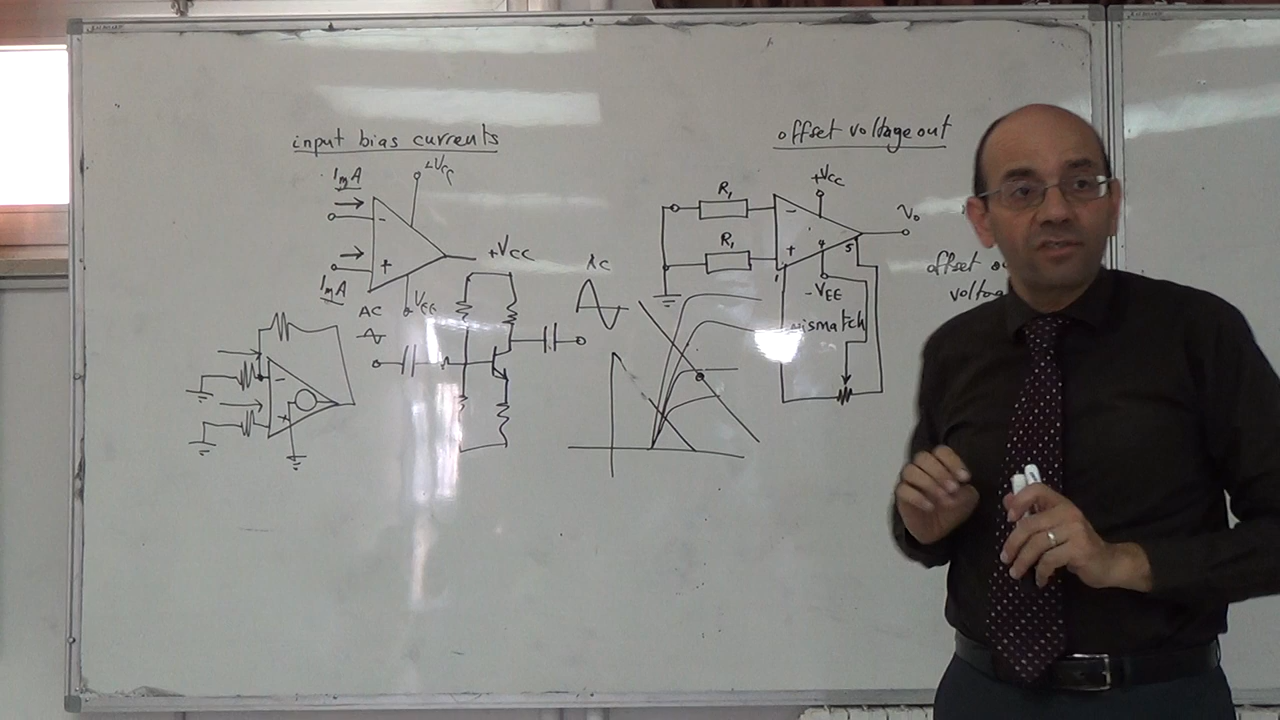 input bias currents
1mA
+VCC
-
+
1mA
-VEE
+VCC
AC
AC
-
+
offset voltage out
+VCC
R1
-
Vo
R1
+
4
5
1
-VEE
mismatch
offset